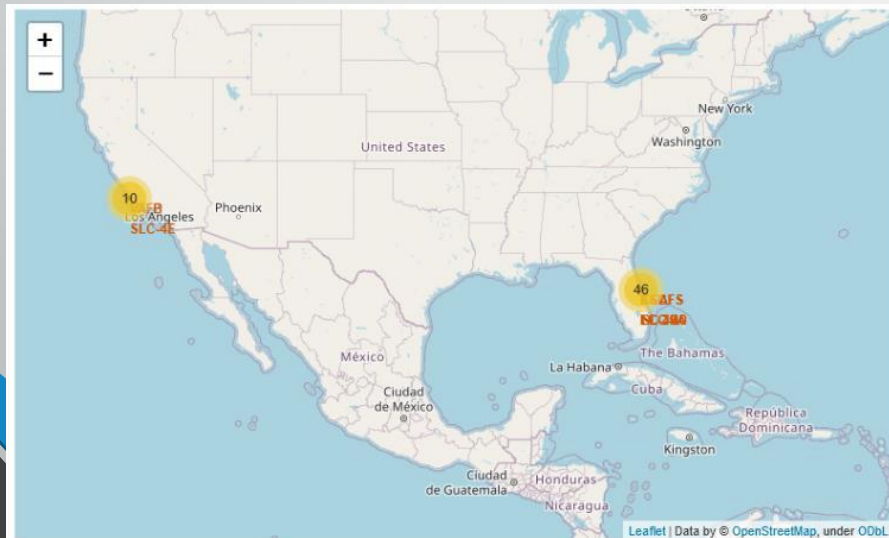 +
−
New York
Washington
United States
10
Los Angeles
SLC-4E
Phoenix
46
México
La Habana
The Bahamas
Cuba
Ciudad
de México
República
Dominicana
Kingston
Ciudad
de Guatemala
Honduras
Nicaragua
Leaflet | Data by © OpenStreetMap, under ODbL